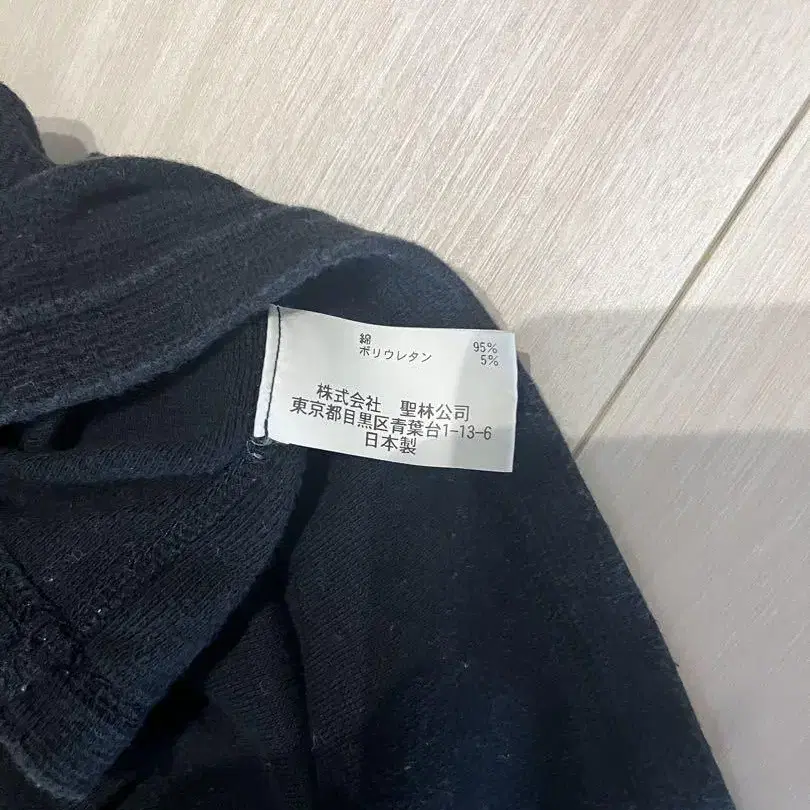 綿 95%
ポリウレタン 5%
株式会社 聖林公司
東京都目黒区青葉台1-13-6
日本製